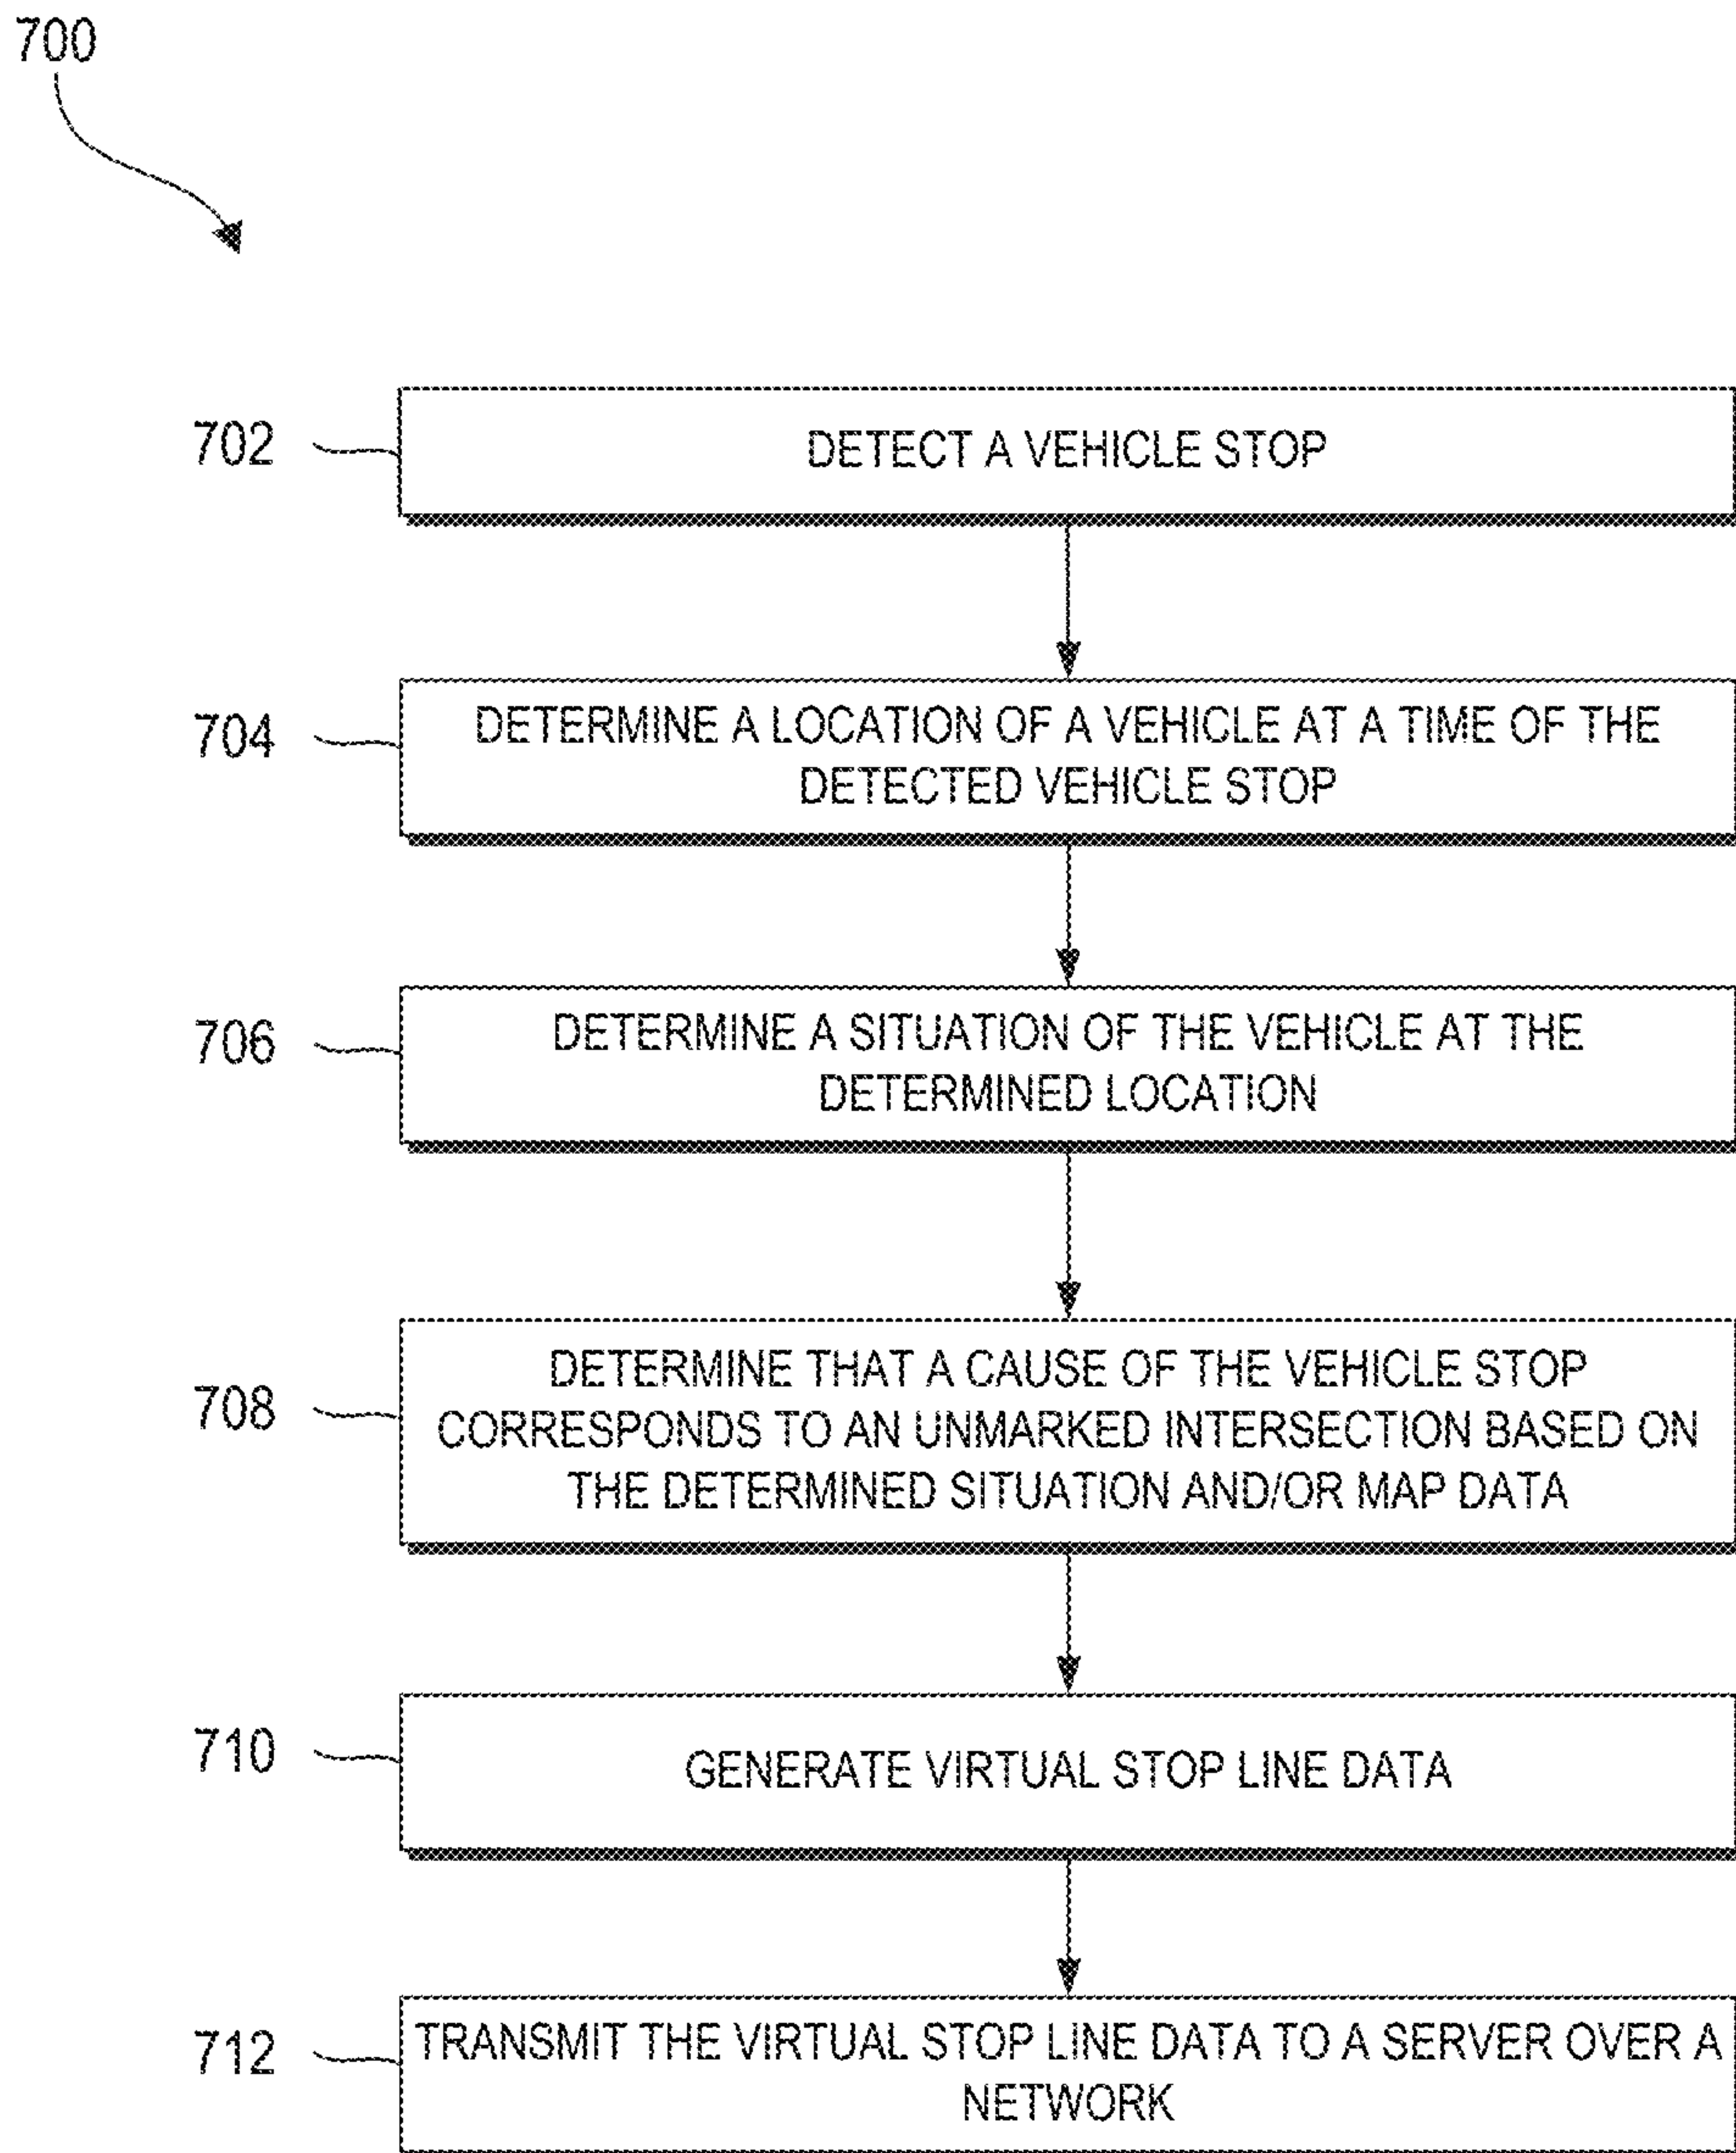 700
702
DETECT A VEHICLE STOP
704
DETERMINE A LOCATION OF A VEHICLE AT A TIME OF THE
DETECTED VEHICLE STOP
706
DETERMINE A SITUATION OF THE VEHICLE AT THE
DETERMINED LOCATION
708
DETERMINE THAT A CAUSE OF THE VEHICLE STOP
CORRESPONDS TO AN UNMARKED INTERSECTION BASED ON
THE DETERMINED SITUATION AND/OR MAP DATA
710
GENERATE VIRTUAL STOP LINE DATA
712
TRANSMIT THE VIRTUAL STOP LINE DATA TO A SERVER OVER A
NETWORK